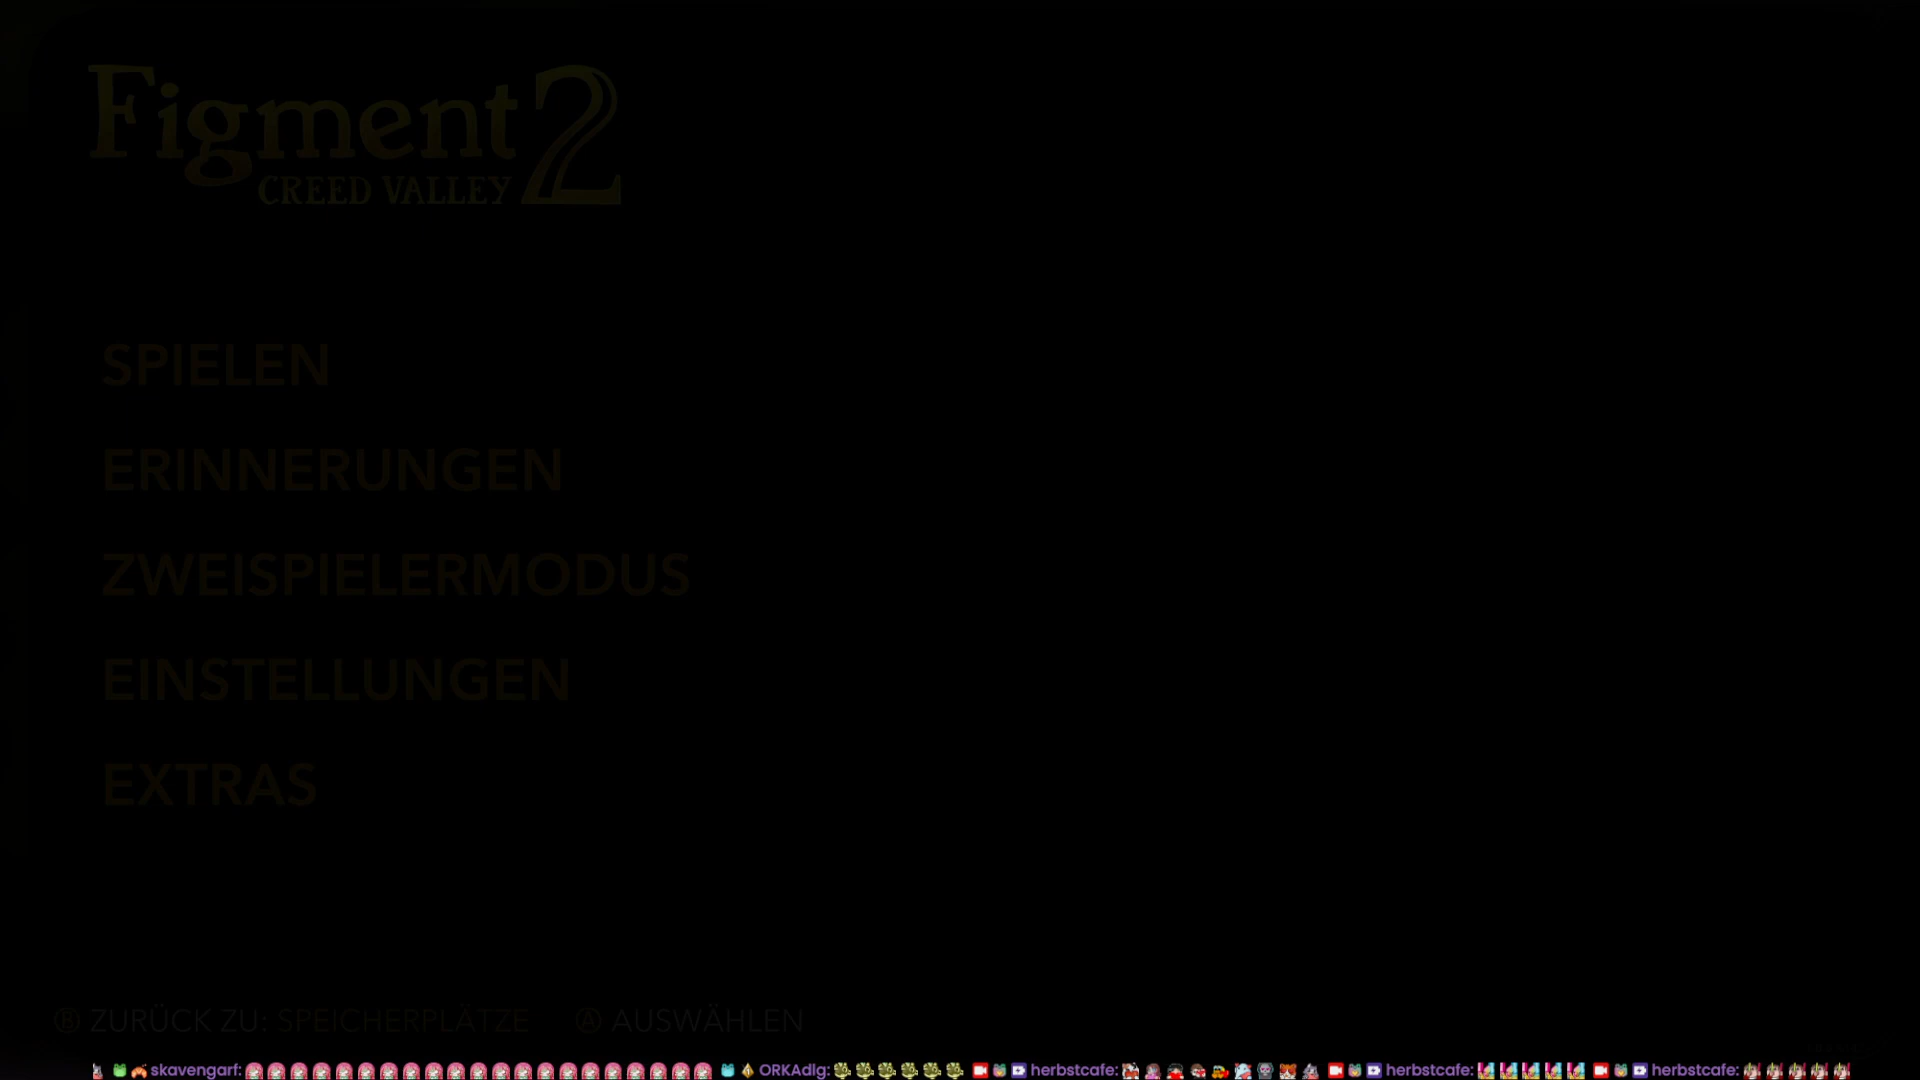 Figment 2
CREED VALLEY
SPIELEN
ERINNERUNGEN
ZWEISPIELERMODUS
EINSTELLUNGEN
EXTRAS
B ZURÜCK ZU: SPEICHERPLÄTZE A AUSWÄHLEN
skavengarf: ORKAdlg: herbstcafe: herbstcafe: herbstcafe: